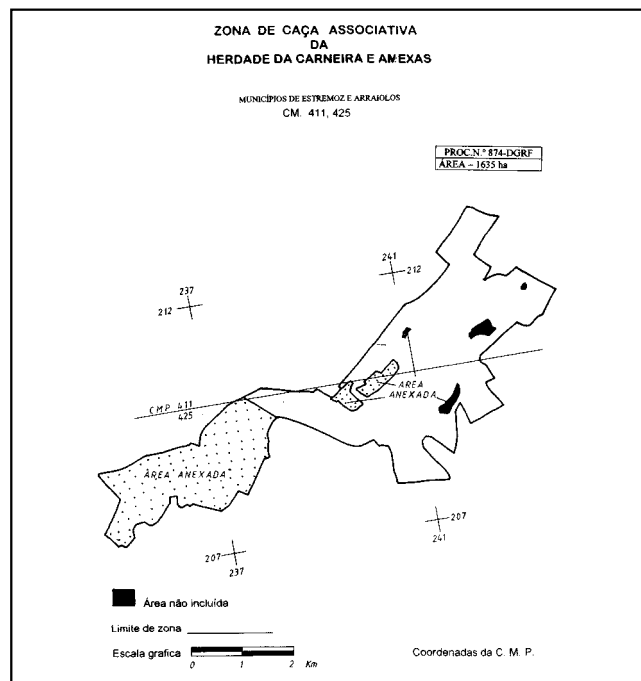 ZONA DE CAÇA ASSOCIATIVA
DA
HERDADE DA CARNEIRA E AMEXAS
MUNICÍPIOS DE ESTREMOZ E ARRAIOLOS
CM. 411, 425
PROC.N.º 874-DGRF
ÁREA – 1635 ha
241
212
237
212
C.M.P. 411
425
AREA
ANEXADA
ÁREA ANEXADA
207
237
207
241
Área não incluída
Limite de zona
Escala grafica
0 1 2 Km
Coordenadas da C. M. P.